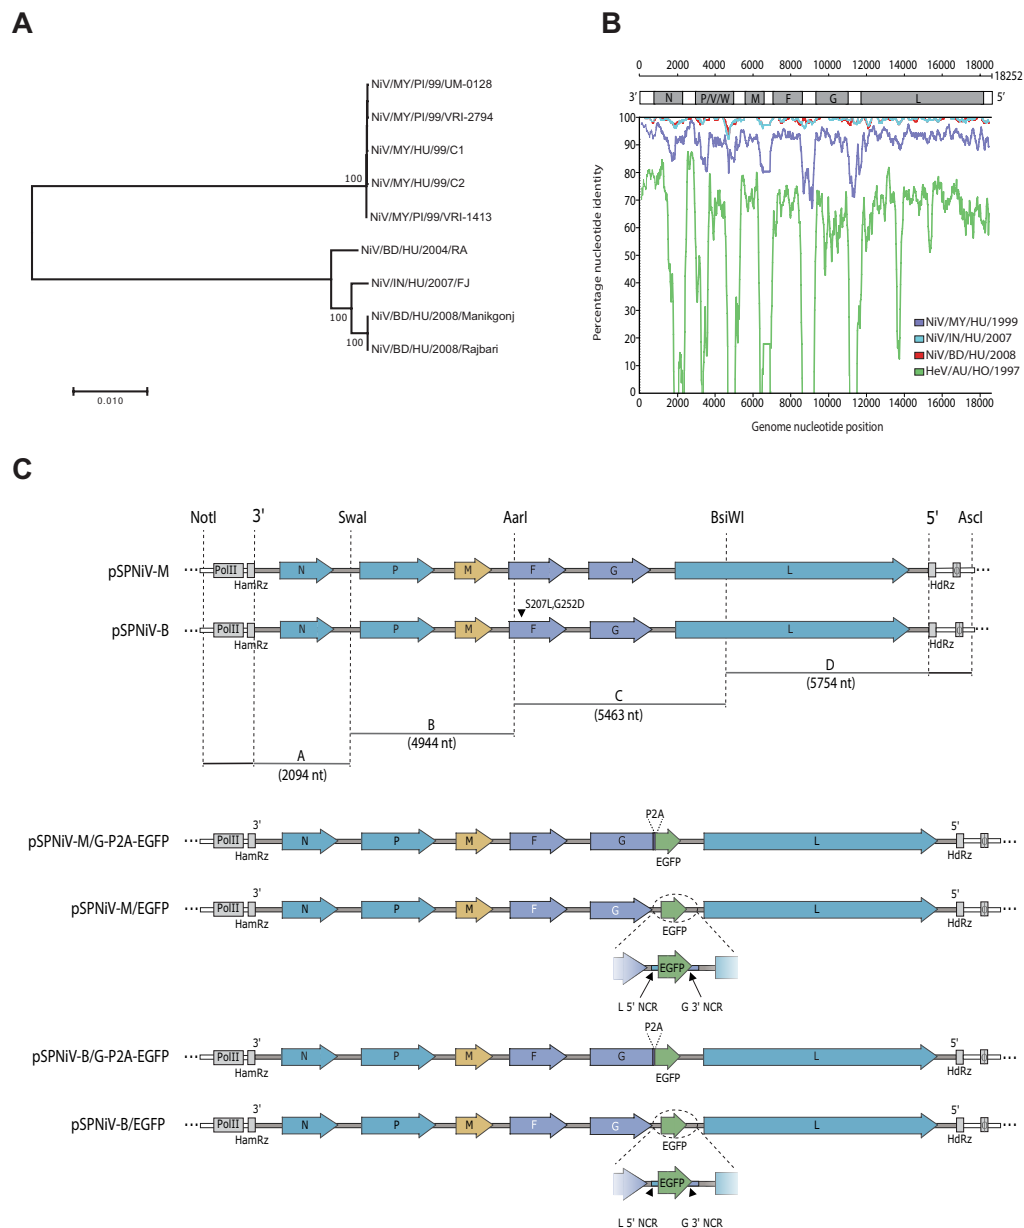 A
NiV/MY/PI/99/UM-0128
NiV/MY/PI/99/VRI-2794
NiV/MY/HU/99/C1
100
NiV/MY/HU/99/C2
NiV/MY/PI/99/VRI-1413
NiV/BD/HU/2004/RA
NiV/IN/HU/2007/FJ
100
NiV/BD/HU/2008/Manikgonj
100
NiV/BD/HU/2008/Rajbari
0.010
B
0 2000 4000 6000 8000 10000 12000 14000 16000 18000
18252
3' N P/V/W M F G L 5'
100
90
80
70
60
50
40
30
20
10
0
Percentage nucleotide identity
NiV/MY/HU/1999
NiV/IN/HU/2007
NiV/BD/HU/2008
HeV/AU/HO/1997
0 2000 4000 6000 8000 10000 12000 14000 16000 18000
Genome nucleotide position
C
NotI 3' SwaI AarI BsiWI 5' AscI
pSPNiV-M ... PolII N P M F G L ...
HamRz HdRz
S207L,G252D
pSPNiV-B ... PolII N P M F G L ...
HamRz HdRz
D
(5754 nt)
C
(5463 nt)
B
(4944 nt)
A
(2094 nt)
P2A
3' 5'
pSPNiV-M/G-P2A-EGFP ... PolII N P M F G L ...
HamRz EGFP HdRz
3' 5'
pSPNiV-M/EGFP ... PolII N P M F G L ...
HamRz EGFP HdRz
EGFP
L 5' NCR G 3' NCR
P2A
3' 5'
pSPNiV-B/G-P2A-EGFP ... PolII N P M F G L ...
HamRz EGFP HdRz
3' 5'
pSPNiV-B/EGFP ... PolII N P M F G L ...
HamRz EGFP HdRz
EGFP
L 5' NCR G 3' NCR